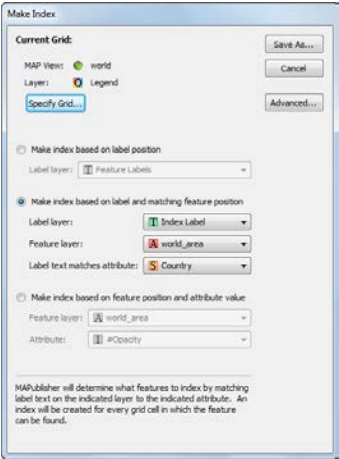 Make Index
Current Grid:
Save As...
MAP View: world
Cancel
Layer: Legend
Specify Grid...
Advanced...
Make index based on label position
Label layer: T Feature Labels
Make index based on label and matching feature position
Label layer: T Index Label
Feature layer: A world_area
Label text matches attribute: S Country
Make index based on feature position and attribute value
Feature layer: A world_area
Attribute: I #Opacity
MAPublisher will determine what features to index by matching
label text on the indicated layer to the indicated attribute. An
index will be created for every grid cell in which the feature
can be found.